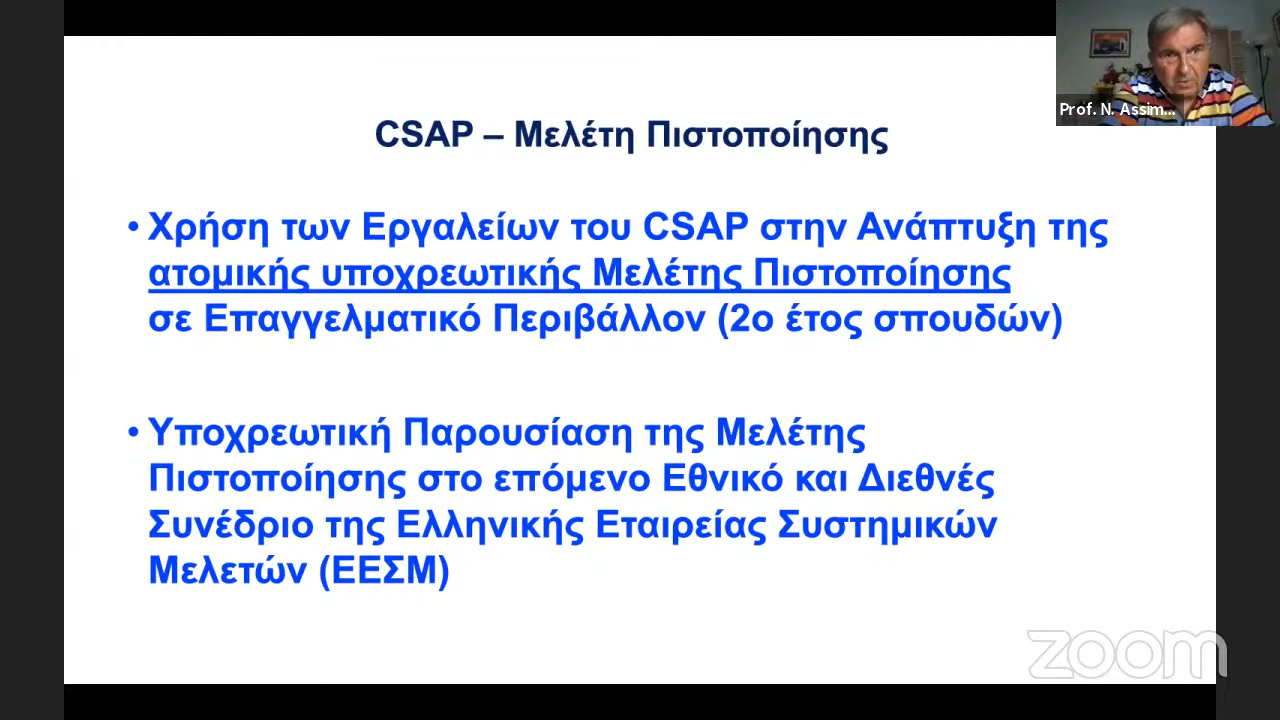 Prof. N. Assim...
CSAP – Μελέτη Πιστοποίησης
• Χρήση των Εργαλείων του CSAP στην Ανάπτυξη της
ατομικής υποχρεωτικής Μελέτης Πιστοποίησης
σε Επαγγελματικό Περιβάλλον (2ο έτος σπουδών)
• Υποχρεωτική Παρουσίαση της Μελέτης
Πιστοποίησης στο επόμενο Εθνικό και Διεθνές
Συνέδριο της Ελληνικής Εταιρείας Συστημικών
Μελετών (ΕΕΣΜ)
zoom